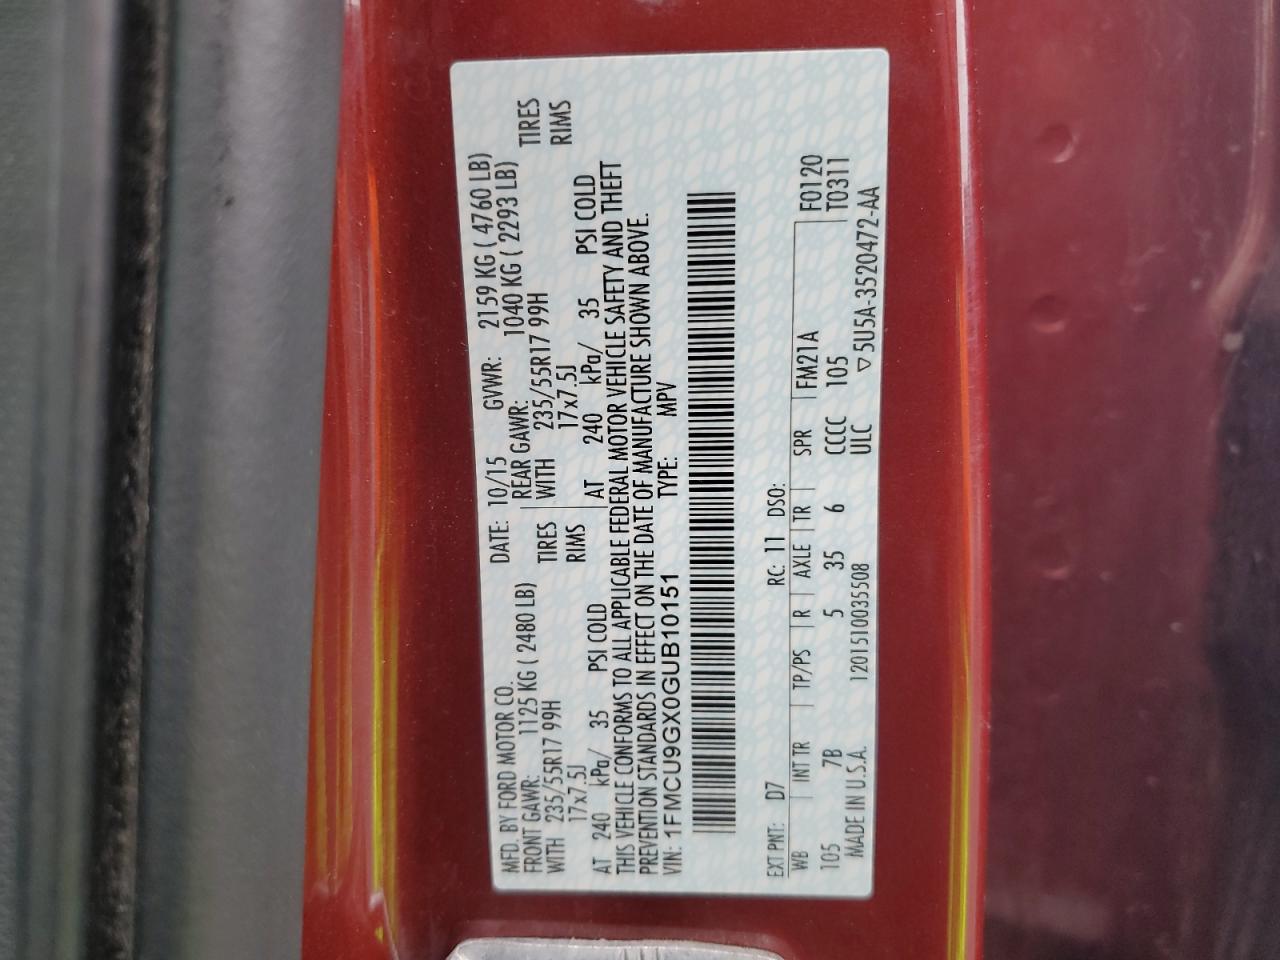 MFD. BY FORD MOTOR CO.    DATE: 10/15    GVWR: 2159 KG ( 4760 LB)
FRONT GAWR: 1125 KG ( 2480 LB)    REAR GAWR: 1040 KG ( 2293 LB)
WITH 235/55R17 99H TIRES    WITH 235/55R17 99H TIRES
17x7.5J RIMS    17x7.5J RIMS
AT 240 kPa/ 35 PSI COLD    AT 240 kPa/ 35 PSI COLD
THIS VEHICLE CONFORMS TO ALL APPLICABLE FEDERAL MOTOR VEHICLE SAFETY AND THEFT
PREVENTION STANDARDS IN EFFECT ON THE DATE OF MANUFACTURE SHOWN ABOVE.
VIN: 1FMCU9GX0GUB10151    TYPE: MPV
EXT PNT: D7    RC: 11 DSO:    F0120
WB | INT TR | TP/PS | R | AXLE | TR | SPR | FM21A    T0311
105 7B 5 35 6 CCCC 105
MADE IN U.S.A. 1201510035508 ULC ▽ 5U5A-3520472-AA